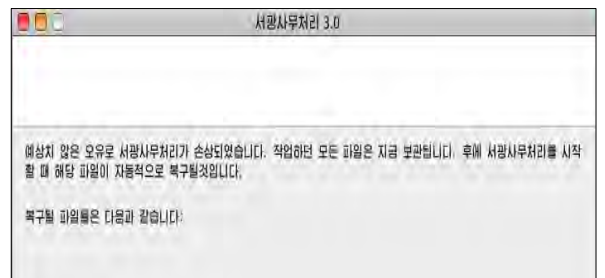 서광사무처리 3.0
예상치 않은 오유로 서광사무처리가 손상되였습니다. 작업하던 모든 파일은 지금 보관됩니다. 후에 서광사무처리를 시작
할 때 해당 파일이 자동적으로 복구될것입니다.
복구될 파일들은 다음과 같습니다: